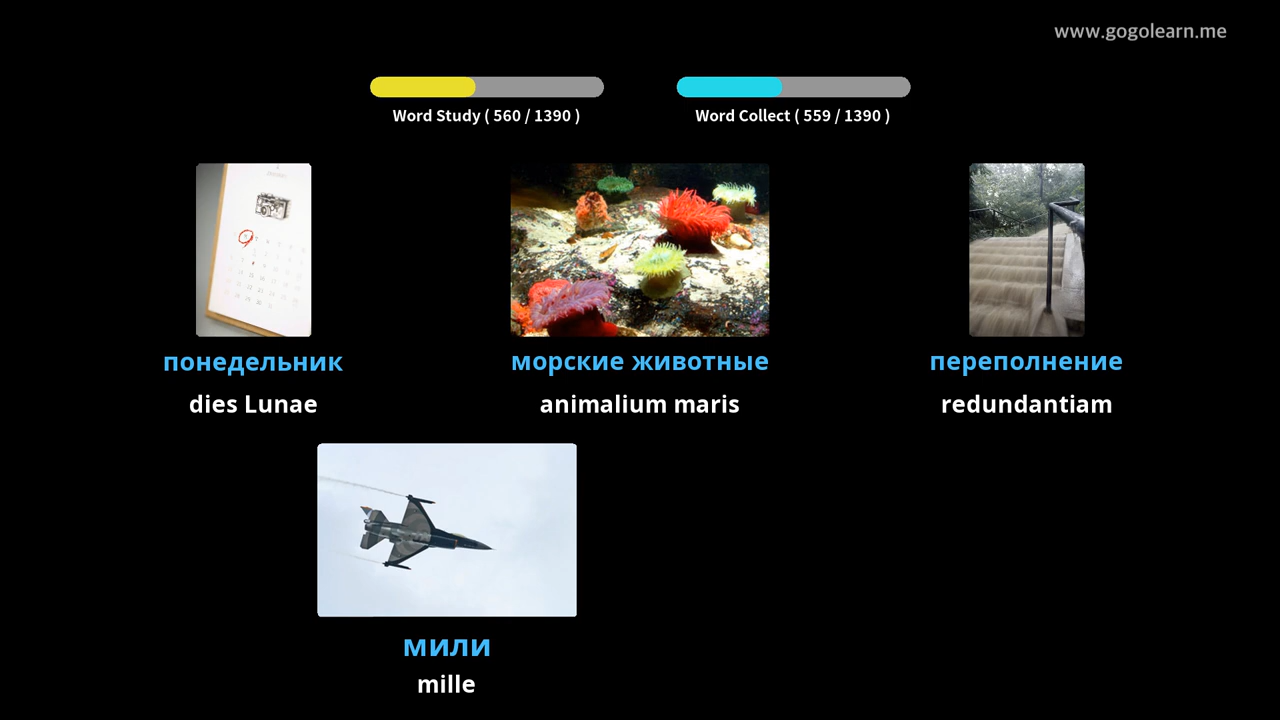 www.gogolearn.me
Word Study ( 560 / 1390 )
Word Collect ( 559 / 1390 )
понедельник
морские животные
переполнение
dies Lunae
animalium maris
redundantiam
мили
mille